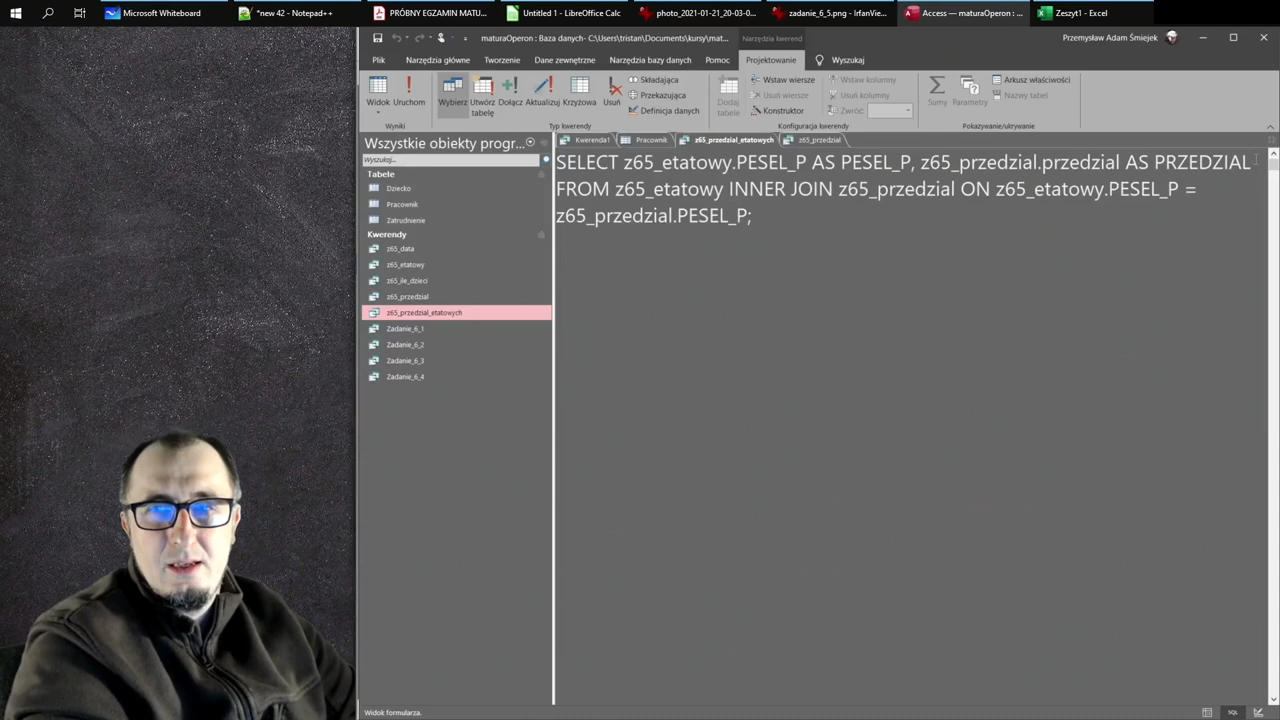 Microsoft Whiteboard
*new 42 - Notepad++
PRÓBNY EGZAMIN MATU...
Untitled 1 - LibreOffice Calc
photo_2021-01-21_20-03-0...
zadanie_6_5.png - IrfanVie...
Access — maturaOperon : ...
Zeszyt1 - Excel
maturaOperon : Baza danych- C:\Users\tristan\Documents\kursy\mat...
Narzędzia kwerend
Przemysław Adam Śmiejek
Plik
Narzędzia główne
Tworzenie
Dane zewnętrzne
Narzędzia bazy danych
Pomoc
Projektowanie
Wyszukaj
Widok
Uruchom
Wybierz
Utwórz tabelę
Dołącz
Aktualizuj
Krzyżowa
Usuń
Składająca
Przekazująca
Definicja danych
Dodaj tabele
Wstaw wiersze
Usuń wiersze
Konstruktor
Wstaw kolumny
Usuń kolumny
Zwróć:
Sumy
Parametry
Arkusz właściwości
Nazwy tabel
Wyniki
Typ kwerendy
Konfiguracja kwerendy
Pokazywanie/ukrywanie
Wszystkie obiekty progr...
Wyszukaj...
Tabele
Dziecko
Pracownik
Zatrudnienie
Kwerendy
z65_data
z65_etatowy
z65_ile_dzieci
z65_przedzial
z65_przedzial_etatowych
Zadanie_6_1
Zadanie_6_2
Zadanie_6_3
Zadanie_6_4
Kwerenda1
Pracownik
z65_przedzial_etatowych
z65_przedzial
SELECT z65_etatowy.PESEL_P AS PESEL_P, z65_przedzial.przedzial AS PRZEDZIAL
FROM z65_etatowy INNER JOIN z65_przedzial ON z65_etatowy.PESEL_P =
z65_przedzial.PESEL_P;
Widok formularza.
SQL